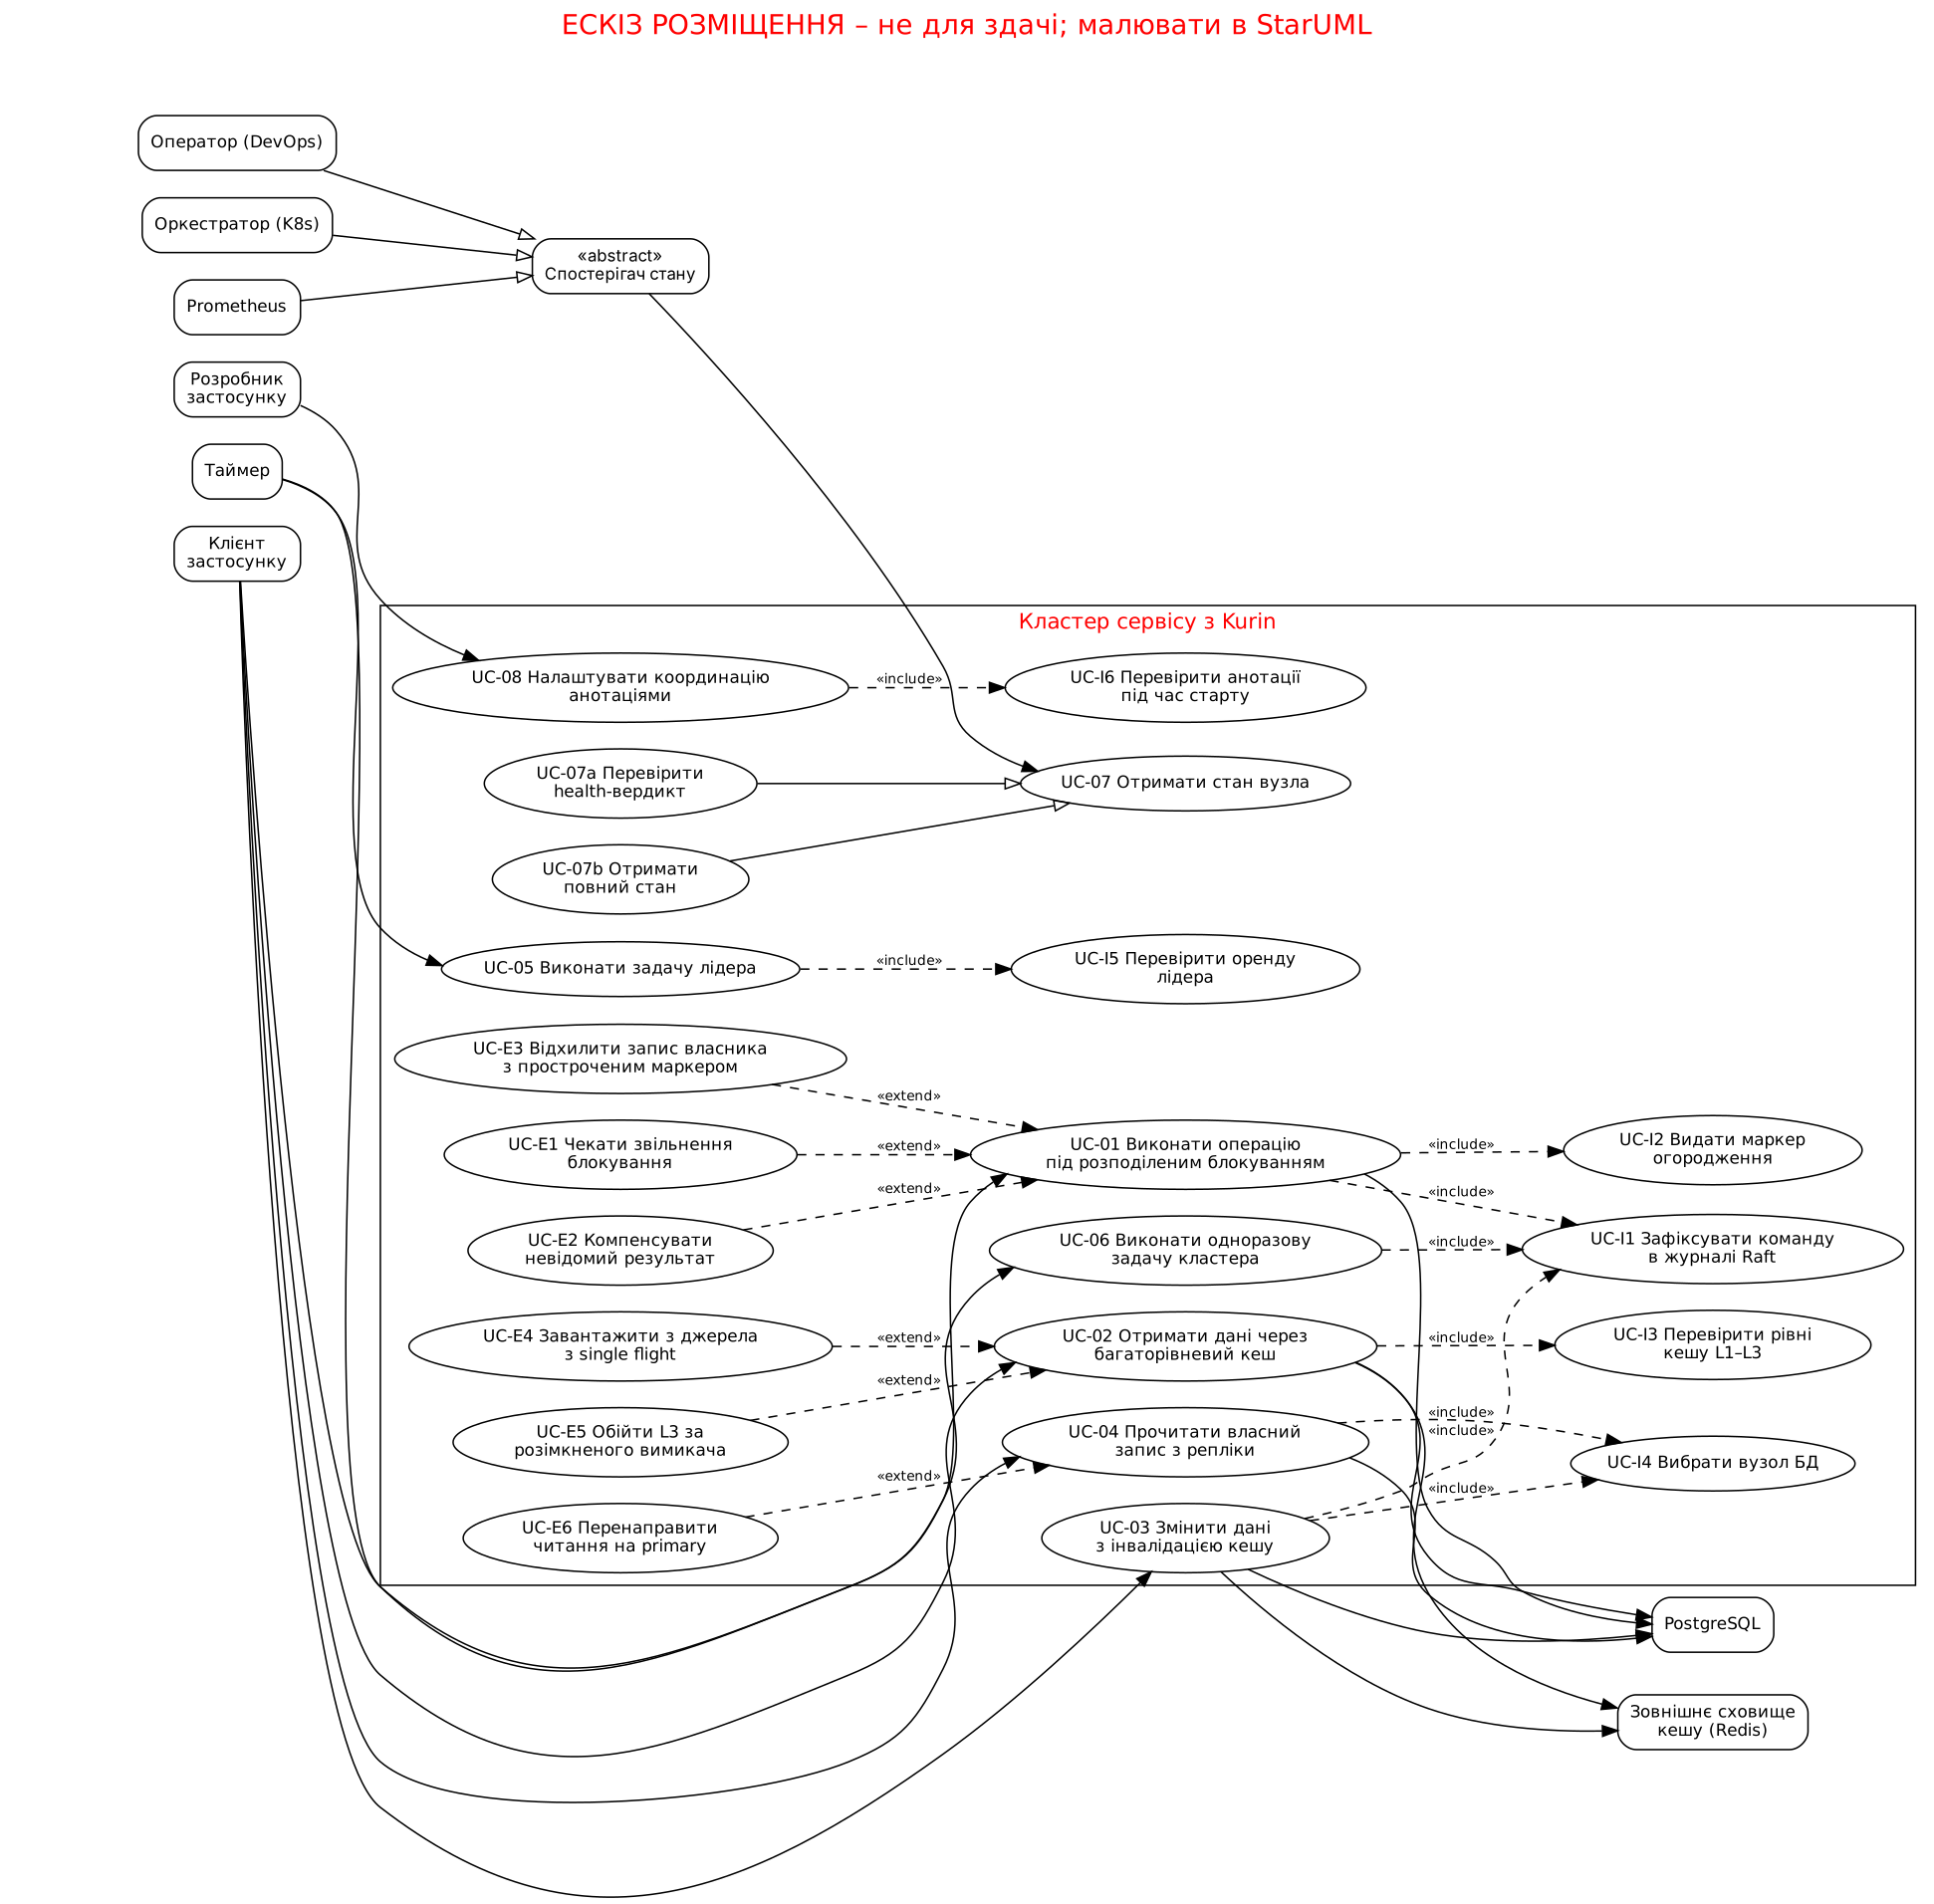 ЕСКІЗ РОЗМІЩЕННЯ – не для здачі; малювати в StarUML
Оператор (DevOps)
Оркестратор (K8s)
«abstract»
Спостерігач стану
Prometheus
Розробник
застосунку
Таймер
Клієнт
застосунку
Кластер сервісу з Kurin
UC-08 Налаштувати координацію
анотаціями
«include»
UC-I6 Перевірити анотації
під час старту
UC-07a Перевірити
health-вердикт
UC-07 Отримати стан вузла
UC-07b Отримати
повний стан
UC-05 Виконати задачу лідера
«include»
UC-I5 Перевірити оренду
лідера
UC-E3 Відхилити запис власника
з простроченим маркером
«extend»
UC-E1 Чекати звільнення
блокування
«extend»
UC-01 Виконати операцію
під розподіленим блокуванням
«include»
UC-I2 Видати маркер
огородження
«extend»
«include»
UC-E2 Компенсувати
невідомий результат
UC-06 Виконати одноразову
задачу кластера
«include»
UC-I1 Зафіксувати команду
в журналі Raft
UC-E4 Завантажити з джерела
з single flight
«extend»
UC-02 Отримати дані через
багаторівневий кеш
«include»
UC-I3 Перевірити рівні
кешу L1–L3
«extend»
UC-E5 Обійти L3 за
розімкненого вимикача
UC-04 Прочитати власний
запис з репліки
«include»
«include»
UC-I4 Вибрати вузол БД
«extend»
«include»
UC-E6 Перенаправити
читання на primary
UC-03 Змінити дані
з інвалідацією кешу
PostgreSQL
Зовнішнє сховище
кешу (Redis)